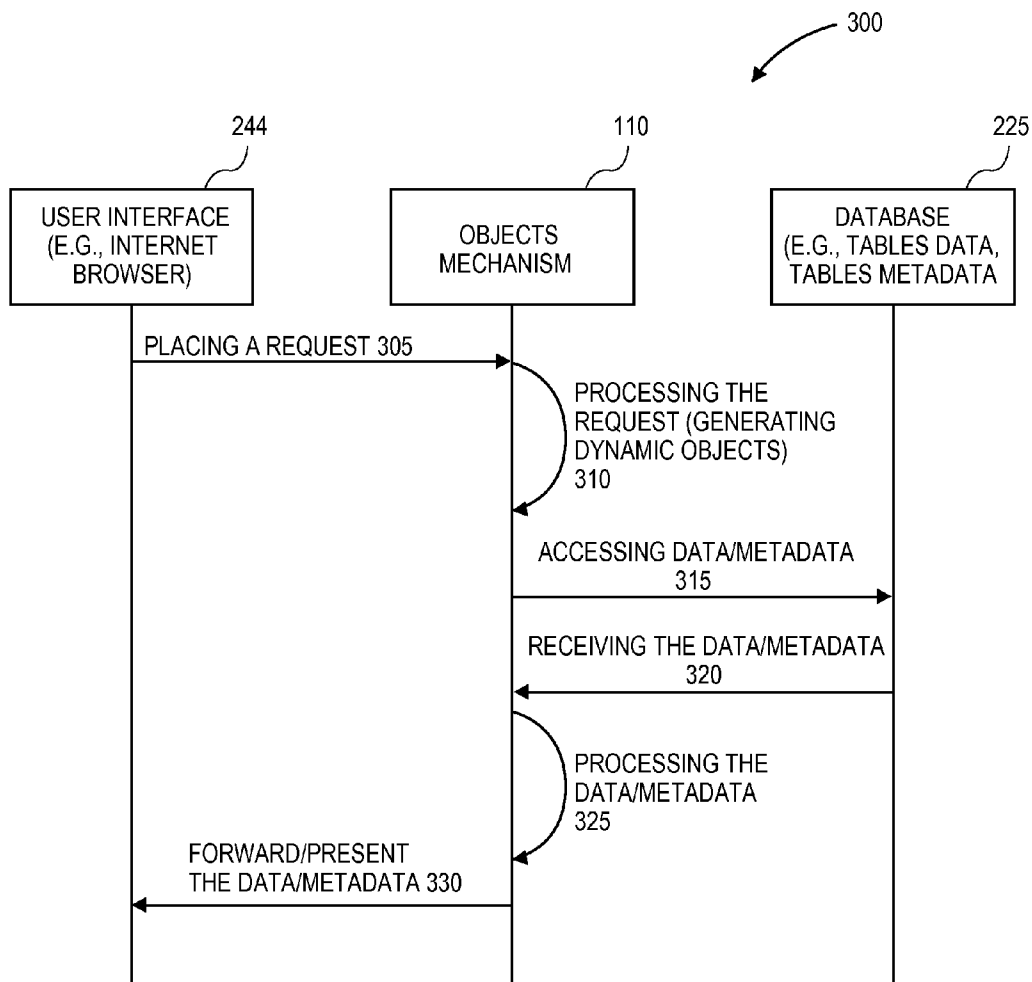 300
244
110
225
USER INTERFACE
(E.G., INTERNET
BROWSER)
OBJECTS
MECHANISM
DATABASE
(E.G., TABLES DATA,
TABLES METADATA
PLACING A REQUEST 305
PROCESSING THE
REQUEST (GENERATING
DYNAMIC OBJECTS)
310
ACCESSING DATA/METADATA
315
RECEIVING THE DATA/METADATA
320
PROCESSING THE
DATA/METADATA
325
FORWARD/PRESENT
THE DATA/METADATA 330